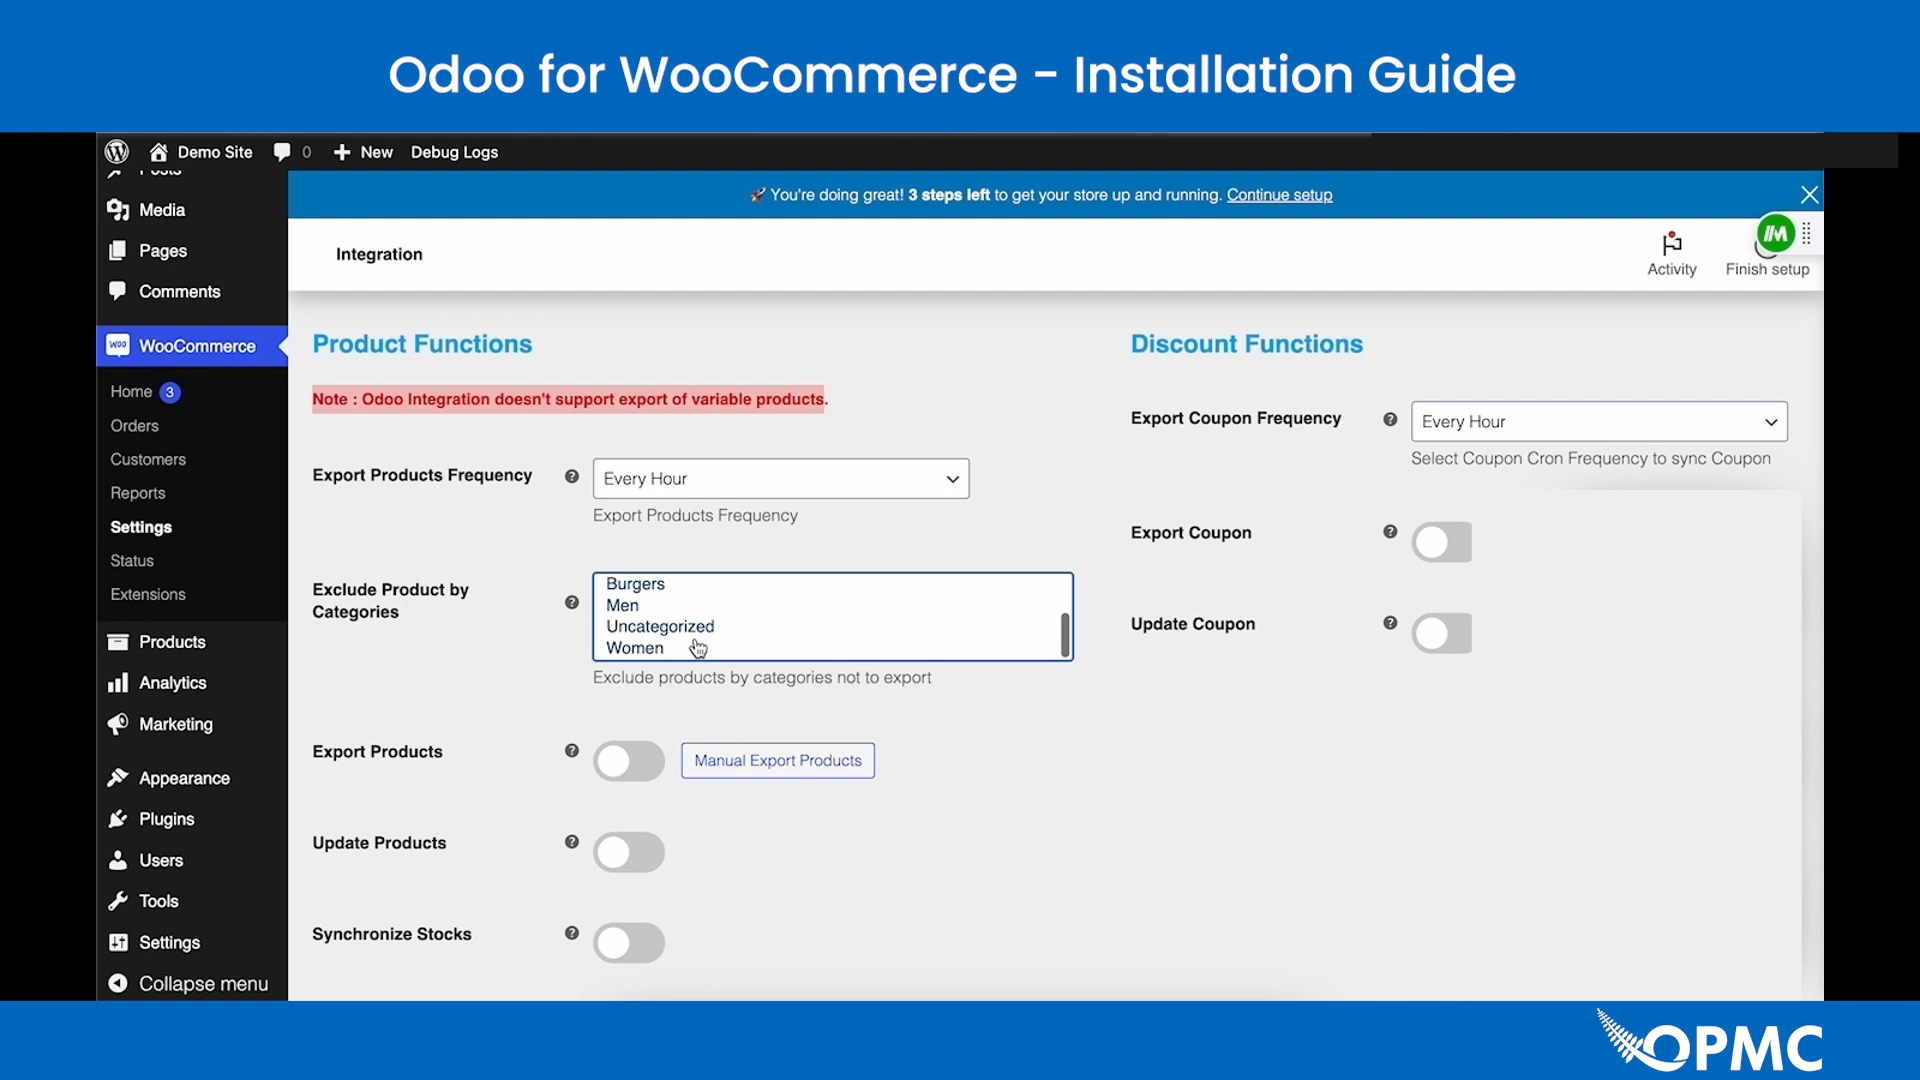 Odoo for WooCommerce - Installation Guide
Demo Site
0
New
Debug Logs
Posts
Media
Pages
Comments
WooCommerce
Home 3
Orders
Customers
Reports
Settings
Status
Extensions
Products
Analytics
Marketing
Appearance
Plugins
Users
Tools
Settings
Collapse menu
🚀 You're doing great! 3 steps left to get your store up and running. Continue setup
Integration
Activity
Finish setup
Product Functions
Note : Odoo Integration doesn't support export of variable products.
Export Products Frequency
Every Hour
Export Products Frequency
Exclude Product by
Categories
Burgers
Men
Uncategorized
Women
Exclude products by categories not to export
Export Products
Manual Export Products
Update Products
Synchronize Stocks
Discount Functions
Export Coupon Frequency
Every Hour
Select Coupon Cron Frequency to sync Coupon
Export Coupon
Update Coupon
OPMC